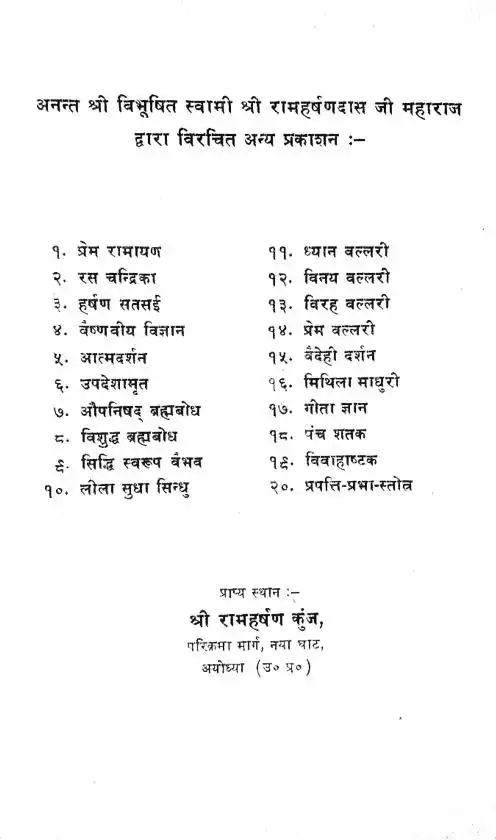 अनन्त श्री विभूषित स्वामी श्री रामहर्षणदास जी महाराज
द्वारा विरचित अन्य प्रकाशन :–
१. प्रेम रामायण
२. रस चन्द्रिका
३. हर्षण सतसई
४. वैष्णवीय विज्ञान
५. आत्मदर्शन
६. उपदेशामृत
७. औपनिषद् ब्रह्मबोध
८. विशुद्ध ब्रह्मबोध
९. सिद्धि स्वरूप वैभव
१०. लीला सुधा सिन्धु
११. ध्यान वल्लरी
१२. विनय वल्लरी
१३. विरह वल्लरी
१४. प्रेम वल्लरी
१५. वैदेही दर्शन
१६. मिथिला माधुरी
१७. गीता ज्ञान
१८. पंच शतक
१९. विवाहाष्टक
२०. प्रपत्ति-प्रभा-स्तोत्र
प्राप्य स्थान :–
श्री रामहर्षण कुंज,
परिक्रमा मार्ग, नया घाट,
अयोध्या (उ० प्र०)